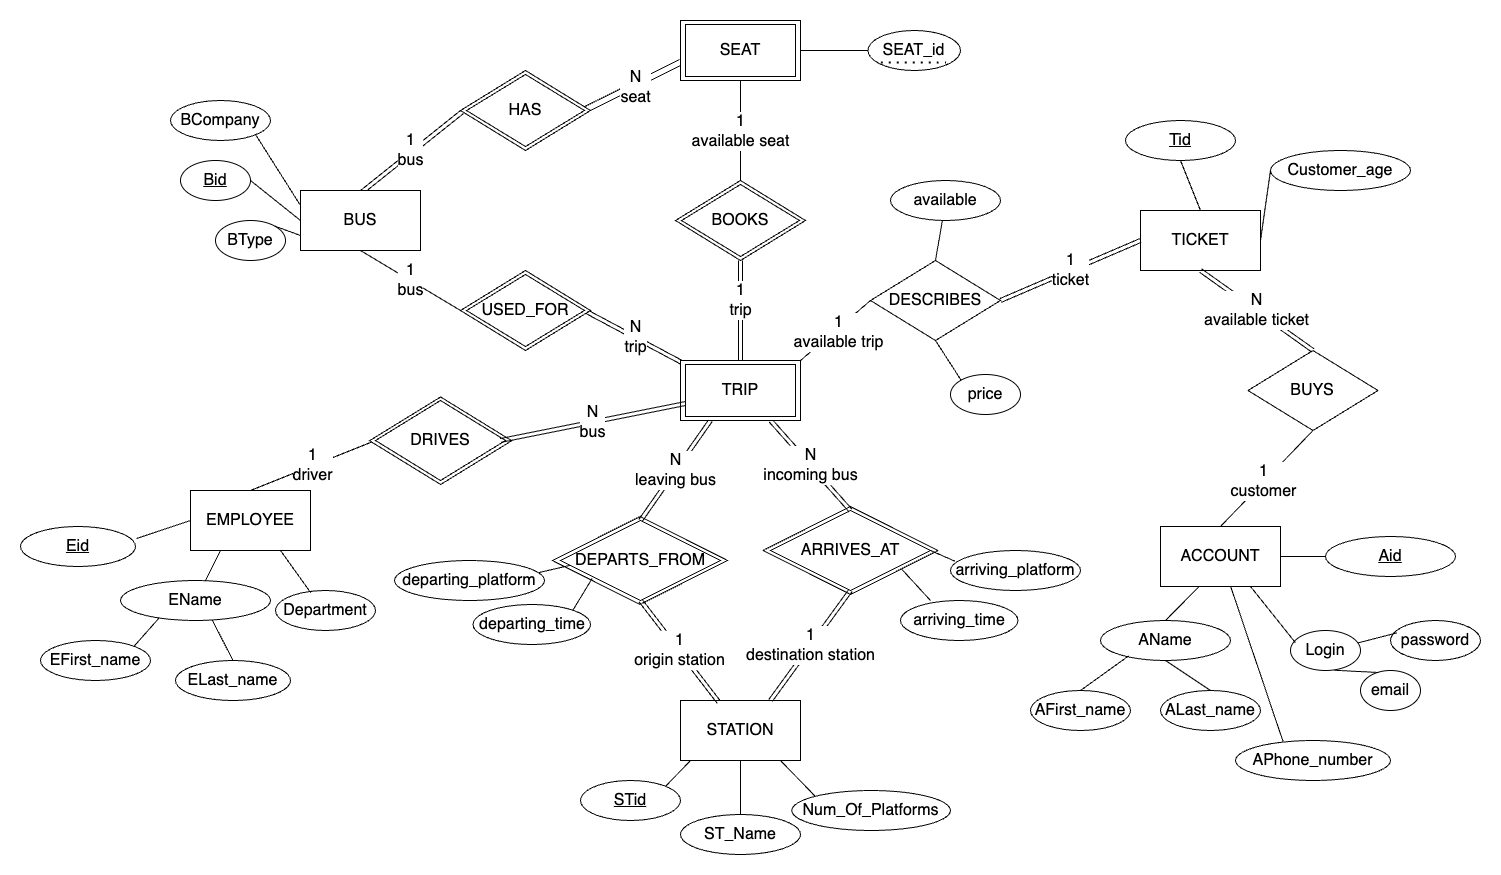 SEAT
SEAT_id
N
seat
HAS
BCompany
1
bus
1
available seat
Bid
BUS
BType
BOOKS
Tid
Customer_age
available
TICKET
1
bus
USED_FOR
N
trip
1
trip
1
ticket
DESCRIBES
1
available trip
N
available ticket
TRIP
price
BUYS
N
bus
DRIVES
1
driver
N
leaving bus
N
incoming bus
1
customer
EMPLOYEE
Eid
DEPARTS_FROM
ARRIVES_AT
ACCOUNT
Aid
departing_platform
arriving_platform
EName
Department
departing_time
arriving_time
EFirst_name
ELast_name
1
origin station
1
destination station
AName
Login
password
email
AFirst_name
ALast_name
STATION
APhone_number
STid
ST_Name
Num_Of_Platforms